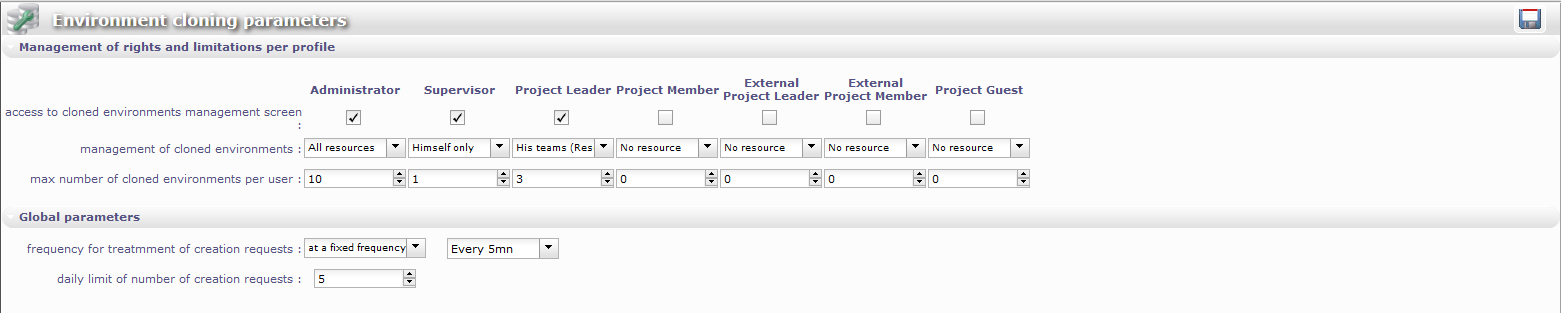 Environment cloning parameters
Management of rights and limitations per profile
Administrator Supervisor Project Leader Project Member External Project Leader External Project Member Project Guest
access to cloned environments management screen :
management of cloned environments : All resources Himself only His teams (Res No resource No resource No resource No resource
max number of cloned environments per user : 10 1 3 0 0 0 0
Global parameters
frequency for treatmment of creation requests : at a fixed frequency Every 5mn
daily limit of number of creation requests : 5